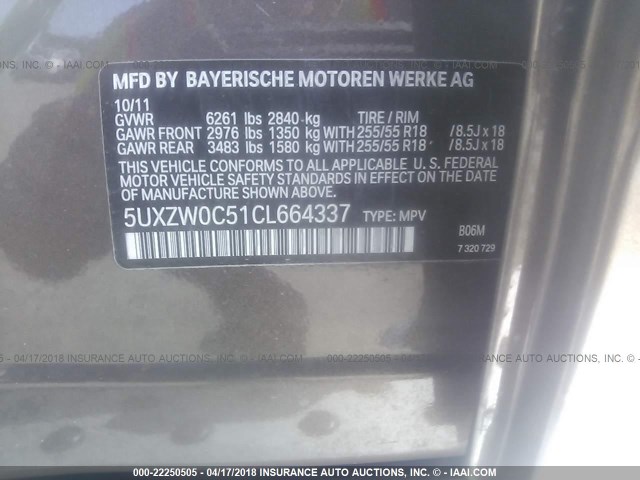 MFD BY BAYERISCHE MOTOREN WERKE AG
10/11
GVWR 6261 lbs 2840 kg TIRE / RIM
GAWR FRONT 2976 lbs 1350 kg WITH 255/55 R18 / 8.5J x 18
GAWR REAR 3483 lbs 1580 kg WITH 255/55 R18 / 8.5J x 18
THIS VEHICLE CONFORMS TO ALL APPLICABLE U.S. FEDERAL
MOTOR VEHICLE SAFETY STANDARDS IN EFFECT ON THE DATE
OF MANUFACTURE SHOWN ABOVE.
5UXZW0C51CL664337 TYPE: MPV
B06M
7 320 729
000-22250505 - 04/17/2018 INSURANCE AUTO AUCTIONS, INC. - © - IAAI.COM